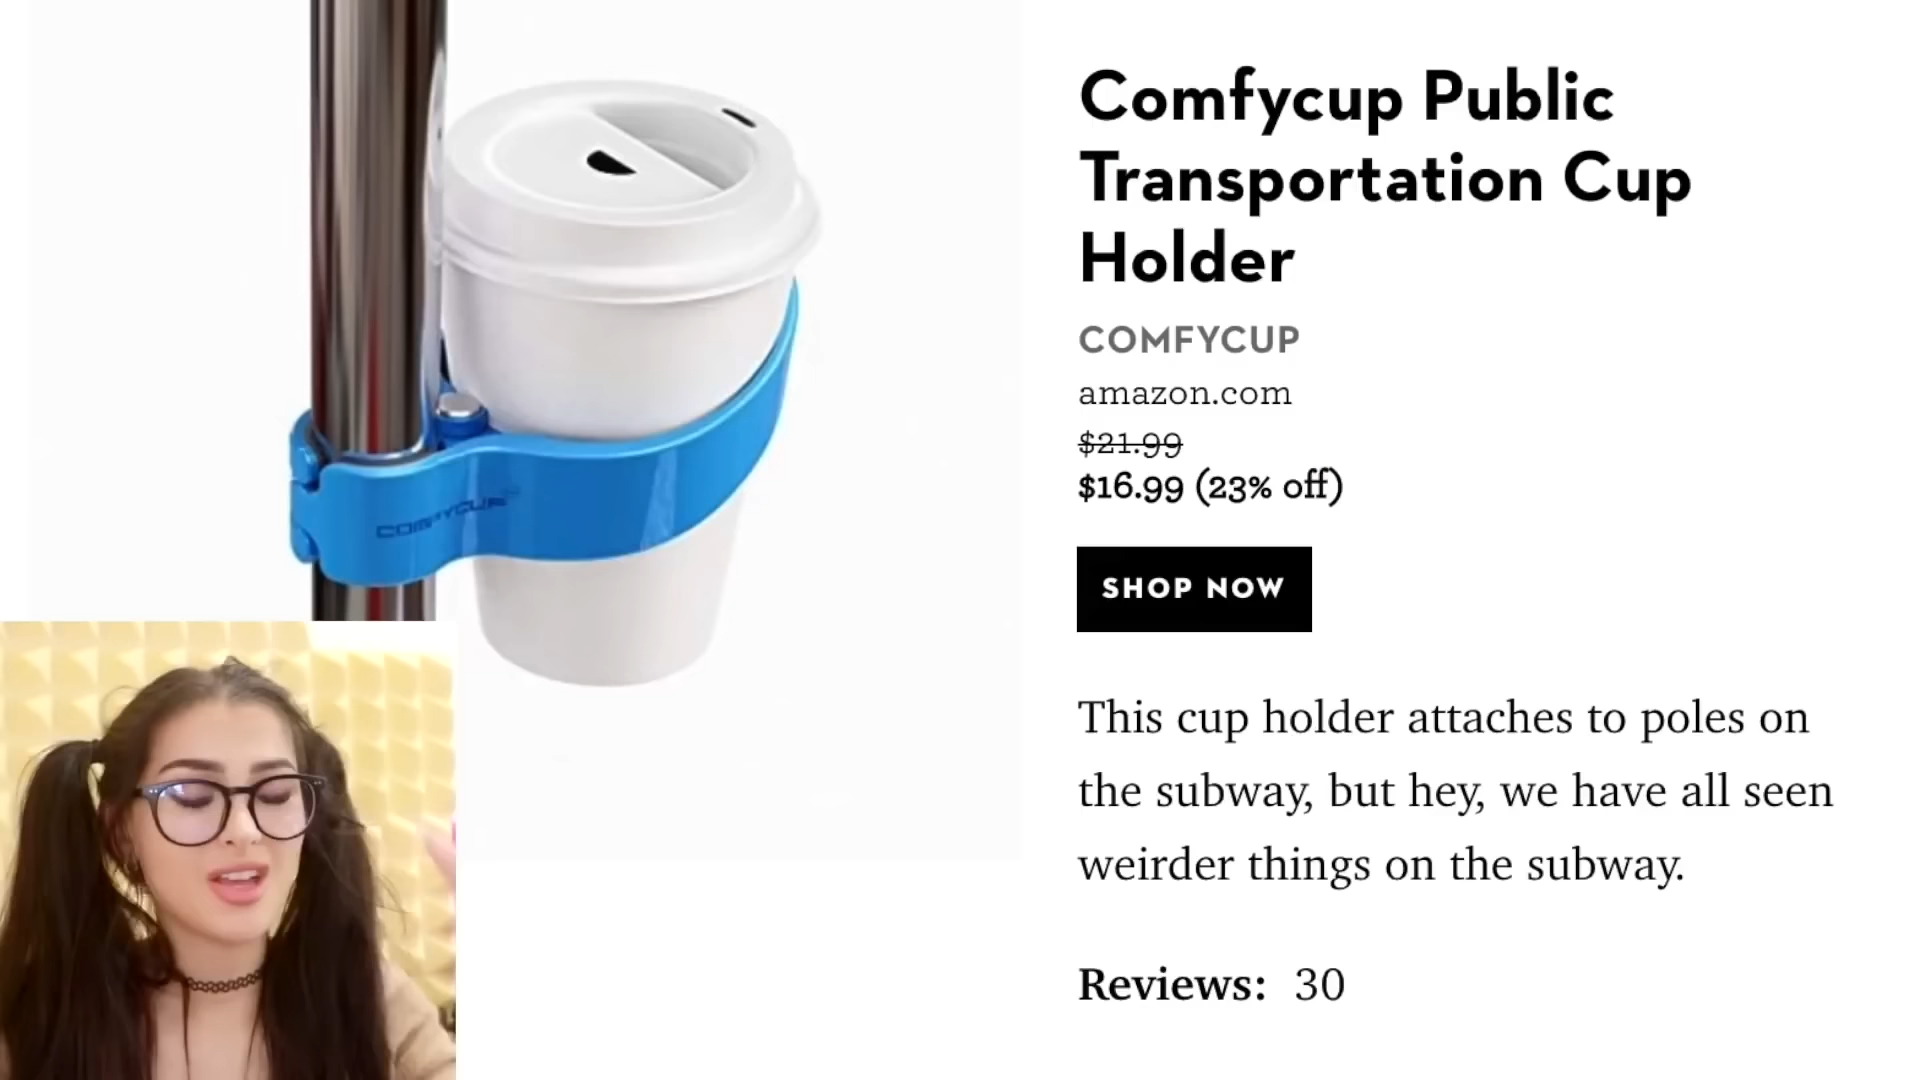 Comfycup Public
Transportation Cup
Holder
COMFYCUP
amazon.com
$21.99
$16.99 (23% off)
SHOP NOW
This cup holder attaches to poles on
the subway, but hey, we have all seen
weirder things on the subway.
Reviews: 30
COMFYCUP